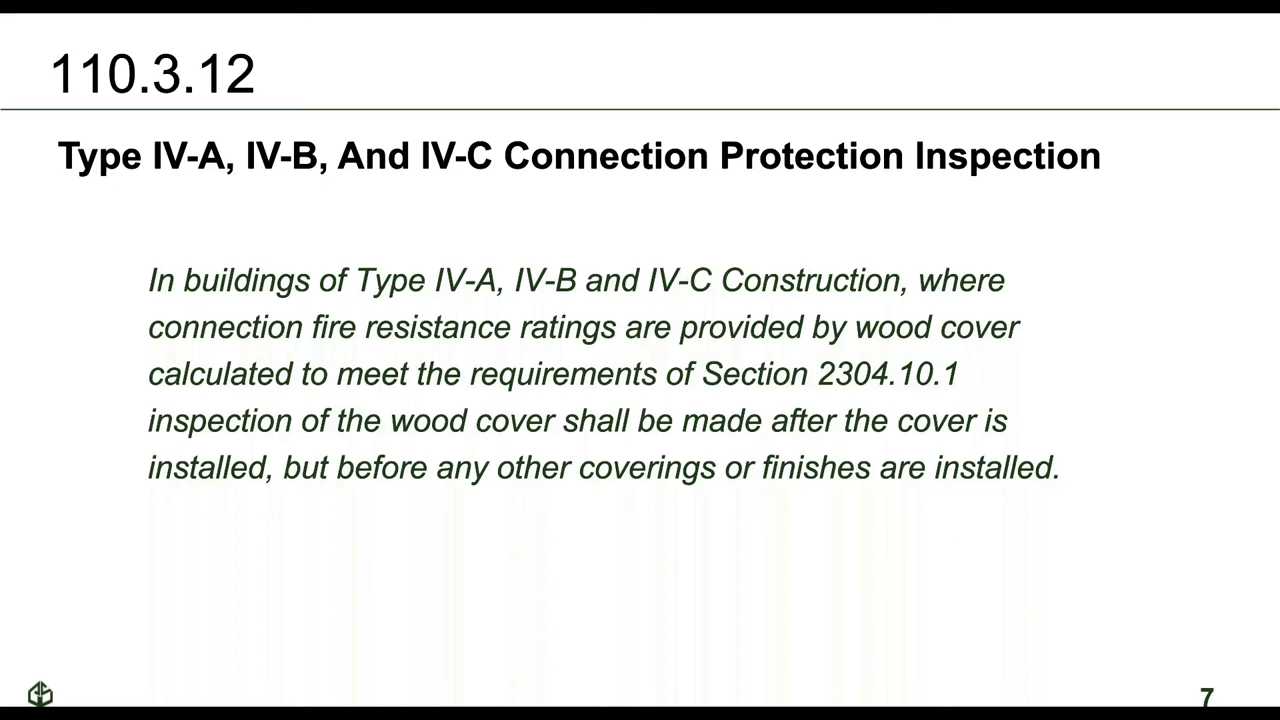 110.3.12
Type IV-A, IV-B, And IV-C Connection Protection Inspection
In buildings of Type IV-A, IV-B and IV-C Construction, where
connection fire resistance ratings are provided by wood cover
calculated to meet the requirements of Section 2304.10.1
inspection of the wood cover shall be made after the cover is
installed, but before any other coverings or finishes are installed.
7